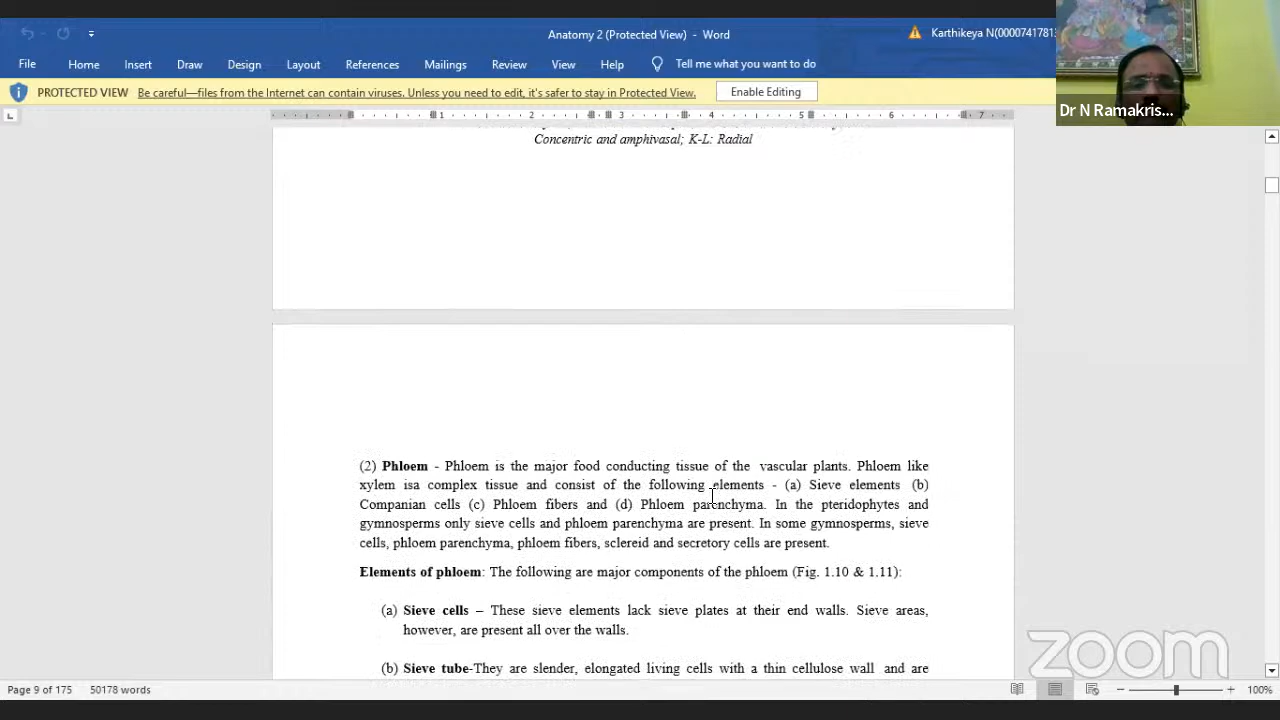 Anatomy 2 (Protected View) - Word
Karthikeya N(0000741781
File Home Insert Draw Design Layout References Mailings Review View Help Tell me what you want to do
PROTECTED VIEW Be careful—files from the Internet can contain viruses. Unless you need to edit, it's safer to stay in Protected View. Enable Editing
Dr N Ramakris...
1 2 3 4 5 6 7
Concentric and amphivasal; K-L: Radial
(2) Phloem - Phloem is the major food conducting tissue of the vascular plants. Phloem like
xylem isa complex tissue and consist of the following elements - (a) Sieve elements (b)
Companian cells (c) Phloem fibers and (d) Phloem parenchyma. In the pteridophytes and
gymnosperms only sieve cells and phloem parenchyma are present. In some gymnosperms, sieve
cells, phloem parenchyma, phloem fibers, sclereid and secretory cells are present.
Elements of phloem: The following are major components of the phloem (Fig. 1.10 & 1.11):
(a) Sieve cells – These sieve elements lack sieve plates at their end walls. Sieve areas,
however, are present all over the walls.
(b) Sieve tube-They are slender, elongated living cells with a thin cellulose wall and are
zoom
Page 9 of 175 50178 words
100%